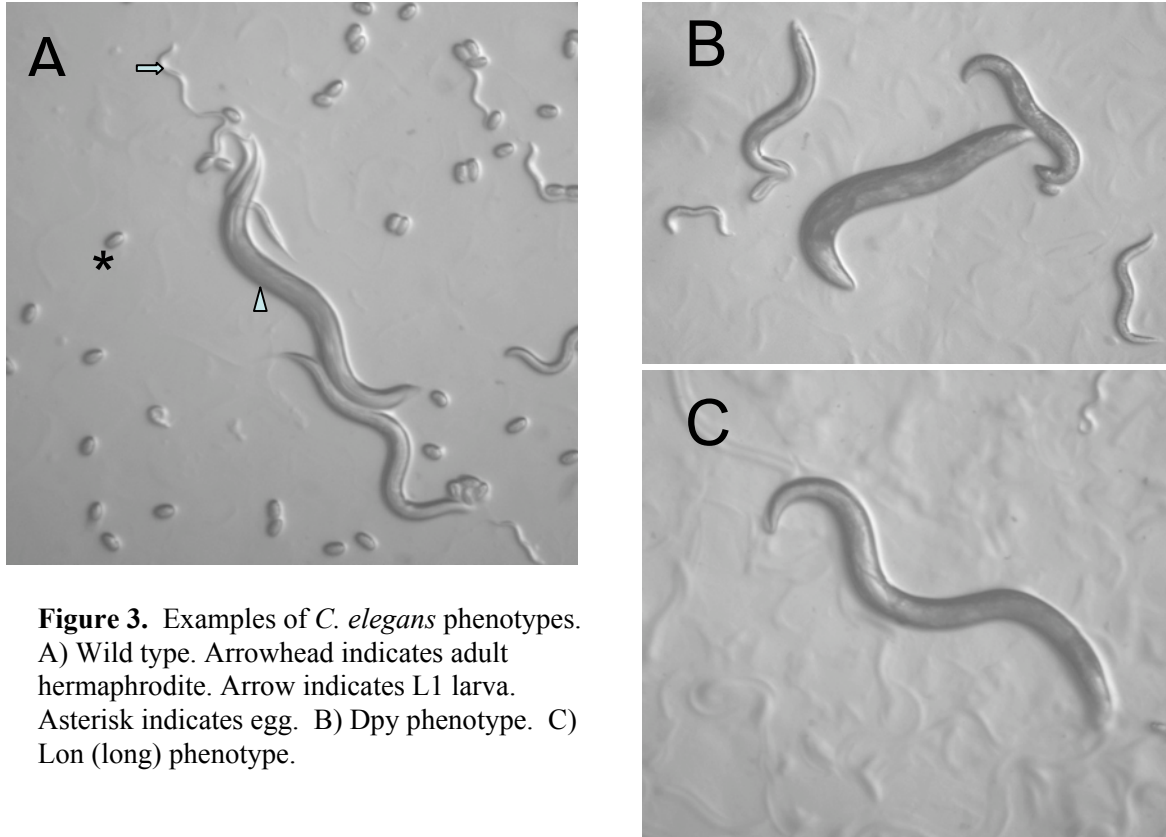 A
*
B
C
Figure 3. Examples of C. elegans phenotypes.
A) Wild type. Arrowhead indicates adult
hermaphrodite. Arrow indicates L1 larva.
Asterisk indicates egg. B) Dpy phenotype. C)
Lon (long) phenotype.